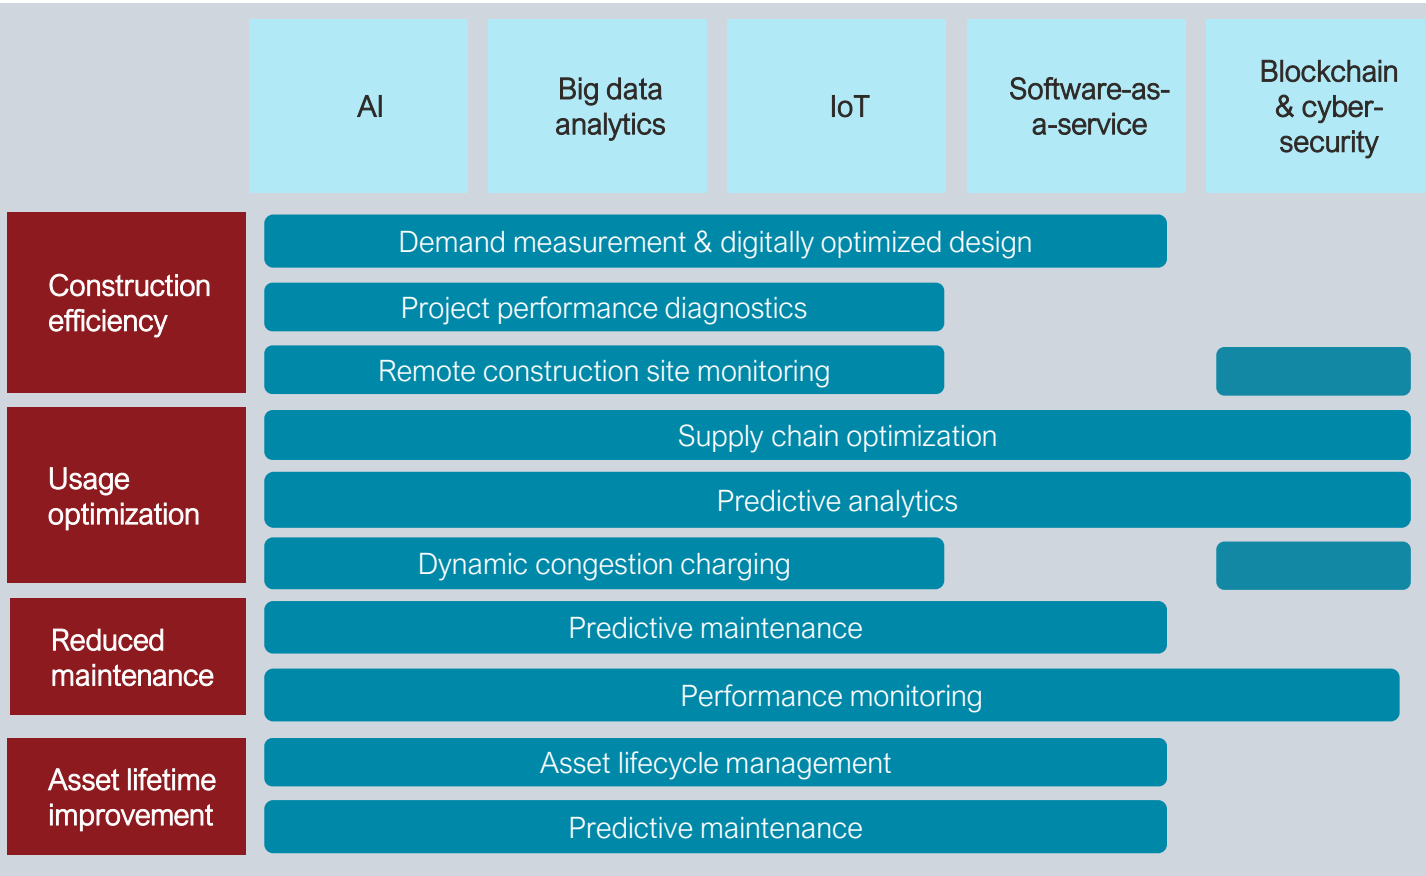 AI
Big data
analytics
IoT
Software-as-
a-service
Blockchain
& cyber-
security
Construction
efficiency
Demand measurement & digitally optimized design
Project performance diagnostics
Remote construction site monitoring
Usage
optimization
Supply chain optimization
Predictive analytics
Dynamic congestion charging
Reduced
maintenance
Predictive maintenance
Performance monitoring
Asset lifetime
improvement
Asset lifecycle management
Predictive maintenance